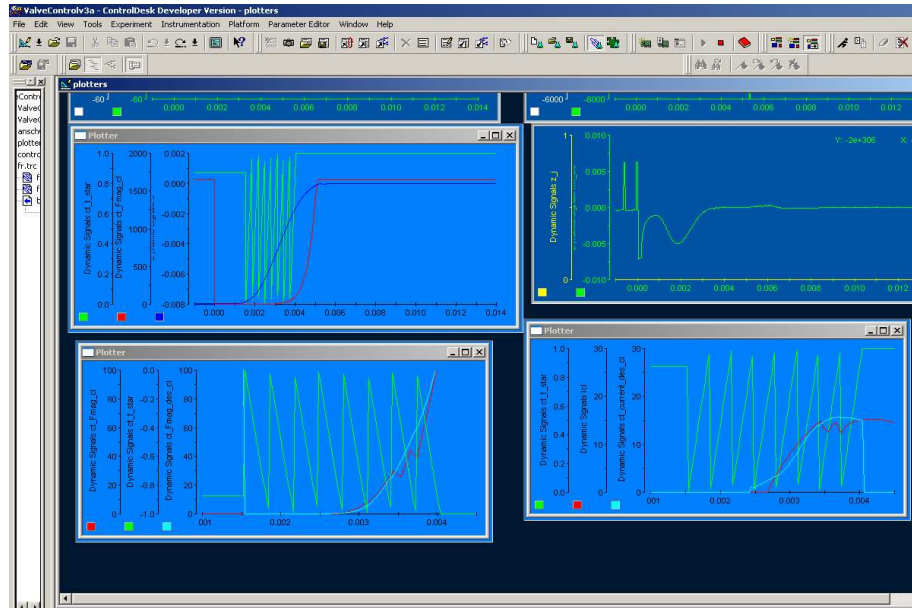 ValveControlv3a - ControlDesk Developer Version - plotters
File Edit View Tools Experiment Instrumentation Platform Parameter Editor Window Help
plotters
-60 -60 0.000 0.002 0.004 0.006 0.008 0.010 0.012 0.014
-6000 -6000 0.000 0.002 0.004 0.006 0.008 0.010 0.012
ValveC
ValveC
anschw
plotter
contro
fr.trc
f
f
b
Plotter
1.0 2000 0.002
0.8 1500 0.000
-0.002
0.6
1000 -0.004
0.4
0.2 500 -0.006
0.0 0 -0.008
Dynamic Signals ct_t_star
Dynamic Signals ct_Fmag_cl
0.000 0.002 0.004 0.006 0.008 0.010 0.012 0.014
1 0.010
0.005
0.000
-0.005
0 -0.010
Dynamic Signals z_i
Y: -2e+306 X:
0.000 0.002 0.004 0.006 0.008 0.010 0.012
Plotter
100 0.0 100
80 -0.2 80
60 -0.4 60
40 -0.6 40
20 -0.8 20
0 -1.0 0
Dynamic Signals ct_Fmag_cl
Dynamic Signals ct_t_star
Dynamic Signals ct_Fmag_des_cl
001 0.002 0.003 0.004
Plotter
1.0 30 30
0.8
0.6 20 20
0.4
10 10
0.2
0.0 0 0
Dynamic Signals ct_t_star
Dynamic Signals Icl
Dynamic Signals ct_current_des_cl
0.001 0.002 0.003 0.004